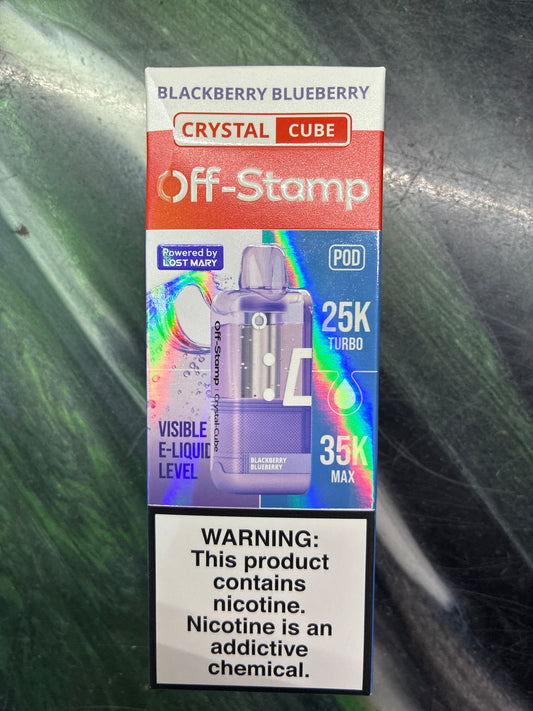 BLACKBERRY BLUEBERRY
CRYSTAL CUBE
Off-Stamp
Powered by
LOST MARY
POD
25K
TURBO
Off-Stamp | Crystal-Cube
VISIBLE
E-LIQUID
LEVEL
BLACKBERRY
BLUEBERRY
35K
MAX
WARNING:
This product
contains
nicotine.
Nicotine is an
addictive
chemical.